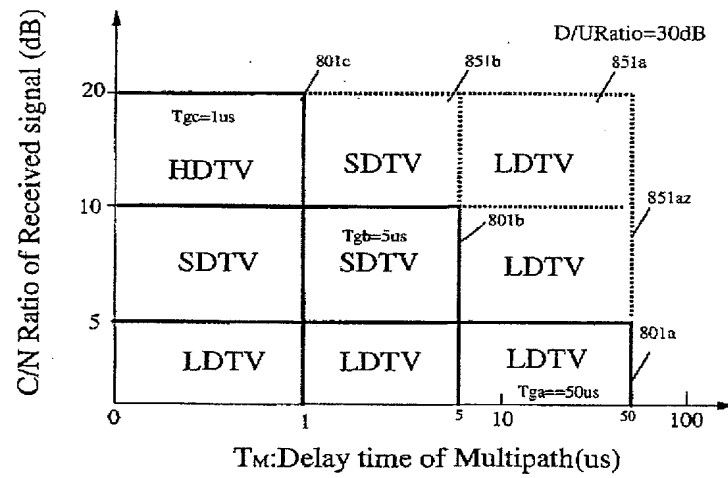 D/URatio=30dB
801c
851b
851a
20
Tgc=1us
HDTV
SDTV
LDTV
851az
10
801b
Tgb=5us
SDTV
SDTV
LDTV
5
801a
LDTV
LDTV
LDTV
Tga==50us
0
1
5
10
50
100
TM:Delay time of Multipath(us)
C/N Ratio of Received signal (dB)